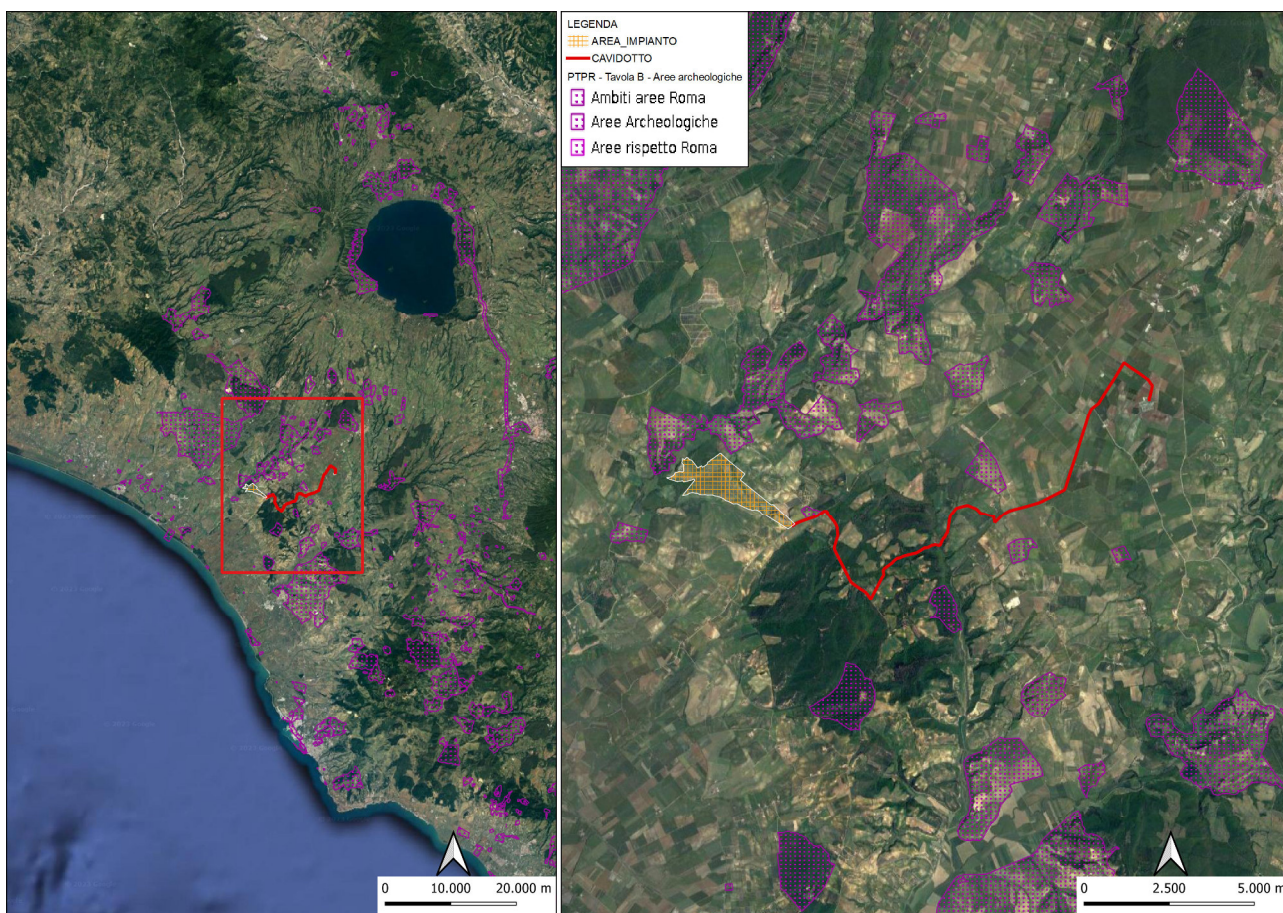 LEGENDA
AREA_IMPIANTO
CAVIDOTTO
PTPR - Tavola B - Aree archeologiche
Ambiti aree Roma
Aree Archeologiche
Aree rispetto Roma
0 10.000 20.000 m
0 2.500 5.000 m